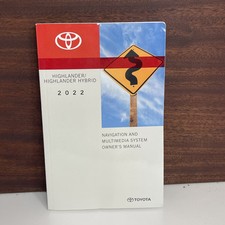 HIGHLANDER/
HIGHLANDER HYBRID
2022
NAVIGATION AND
MULTIMEDIA SYSTEM
OWNER'S MANUAL
TOYOTA